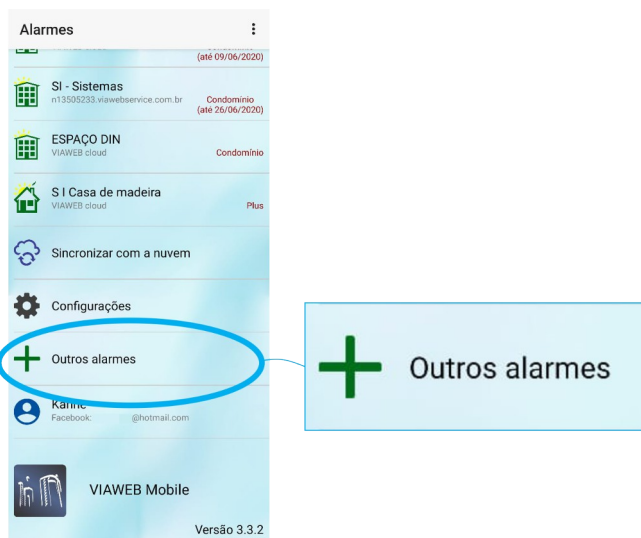 Alarmes
(até 09/06/2020)
SI - Sistemas
n13505233.viawebservice.com.br
Condomínio
(até 26/06/2020)
ESPAÇO DIN
VIAWEB cloud
Condomínio
S I Casa de madeira
VIAWEB cloud
Plus
Sincronizar com a nuvem
Configurações
Outros alarmes
Outros alarmes
Facebook: @hotmail.com
VIAWEB Mobile
Versão 3.3.2